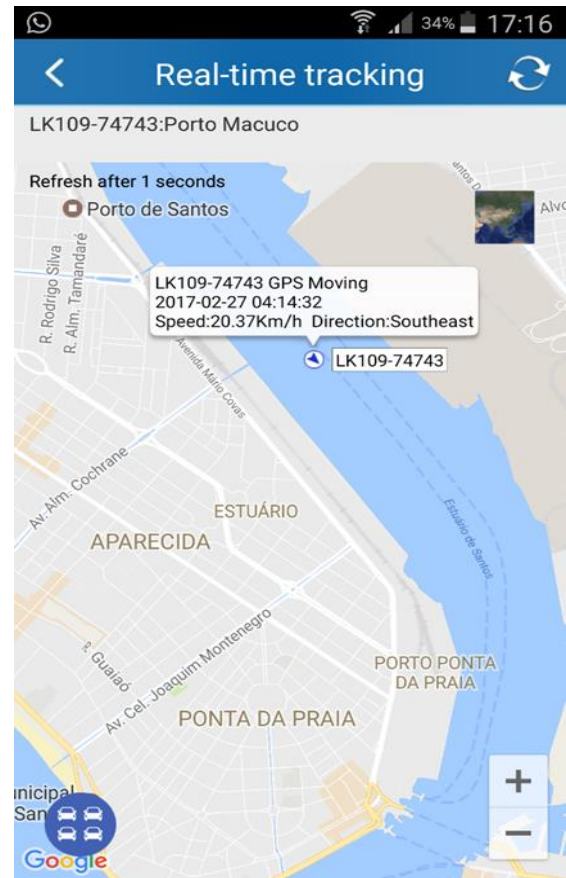 34% 17:16
Real-time tracking
LK109-74743:Porto Macuco
Refresh after 1 seconds
Porto de Santos
Alvo
R. Rodrigo Silva
R. Alm. Tamandaré
LK109-74743 GPS Moving
2017-02-27 04:14:32
Speed:20.37Km/h Direction:Southeast
LK109-74743
Avenida Mário Covas
Av. Alm. Cochrane
ESTUÁRIO
Estuário de Santos
APARECIDA
R. Guaiaó
Av. Cel. Joaquim Montenegro
PORTO PONTA
DA PRAIA
PONTA DA PRAIA
+
−
Google